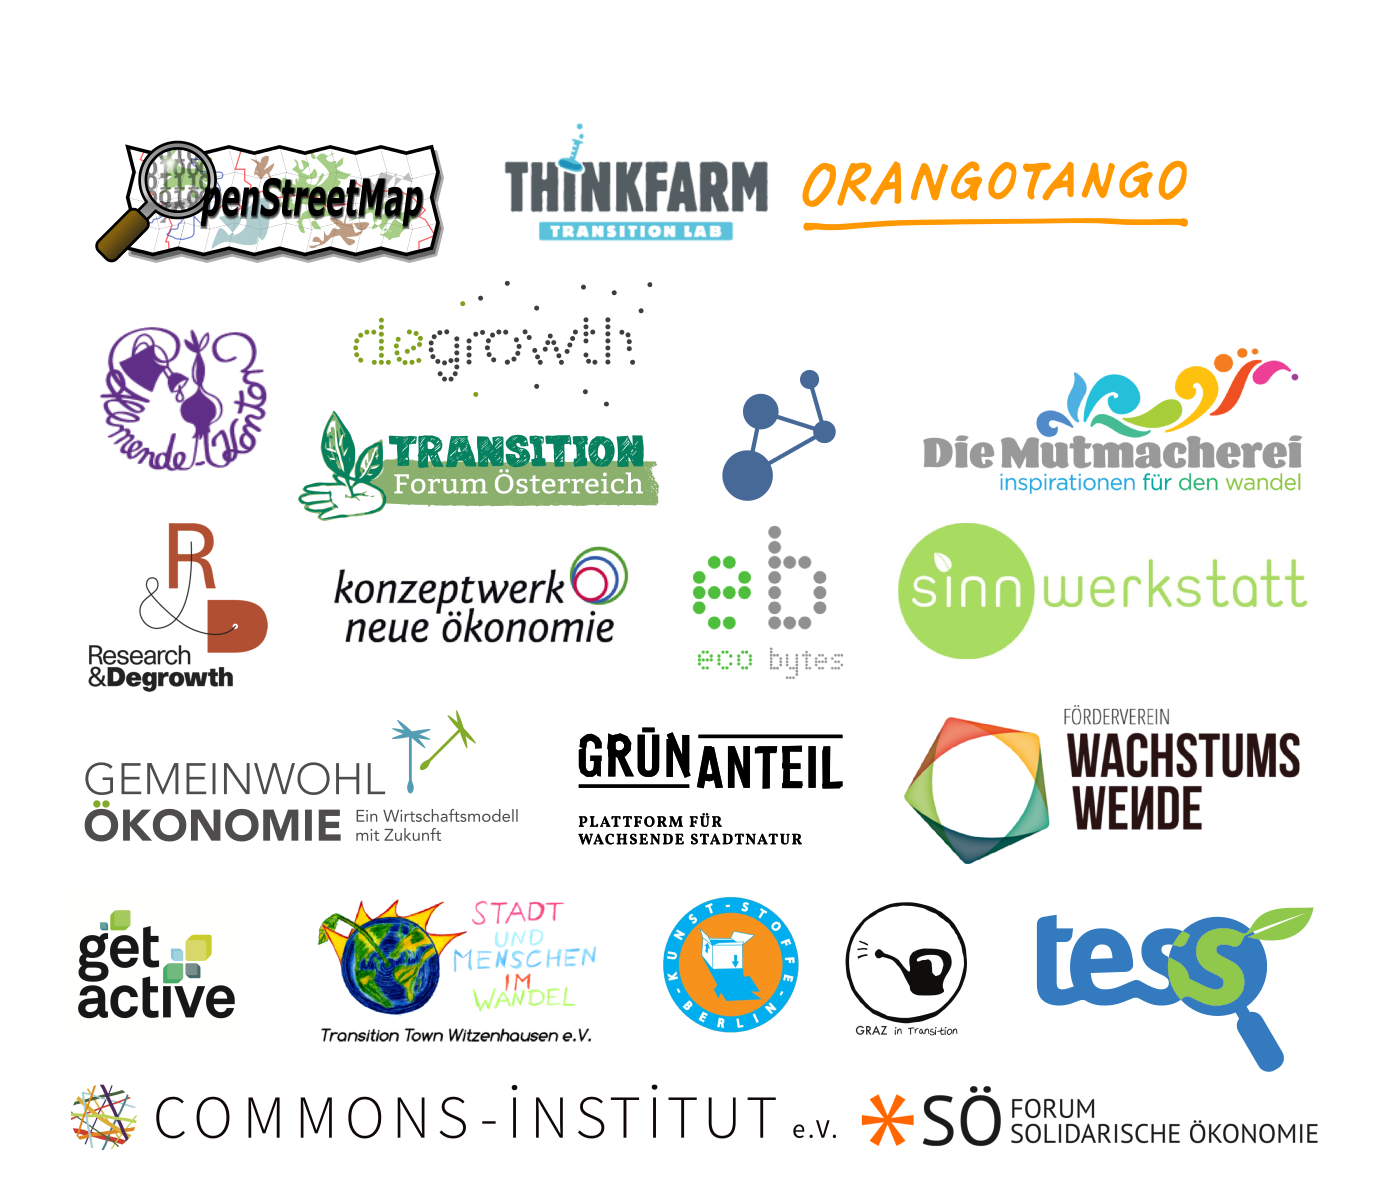 OpenStreetMap
THINKFARM
TRANSITION LAB
ORANGOTANGO
degrowth
Allmende-Kontor
TRANSITION
Forum Österreich
Die Mutmacherei
inspirationen für den wandel
R
&
D
Research
&Degrowth
konzeptwerk
neue ökonomie
eb
eco bytes
sinnwerkstatt
GEMEINWOHL
ÖKONOMIE
Ein Wirtschaftsmodell
mit Zukunft
GRÜNANTEIL
PLATTFORM FÜR
WACHSENDE STADTNATUR
FÖRDERVEREIN
WACHSTUMS
WENDE
get
active
STADT
UND
MENSCHEN
IM
WANDEL
Transition Town Witzenhausen e.V.
KUNST-STOFFE-BERLIN-
GRAZ in Transition
tess
COMMONS-INSTITUT e.V.
SÖ
FORUM
SOLIDARISCHE ÖKONOMIE